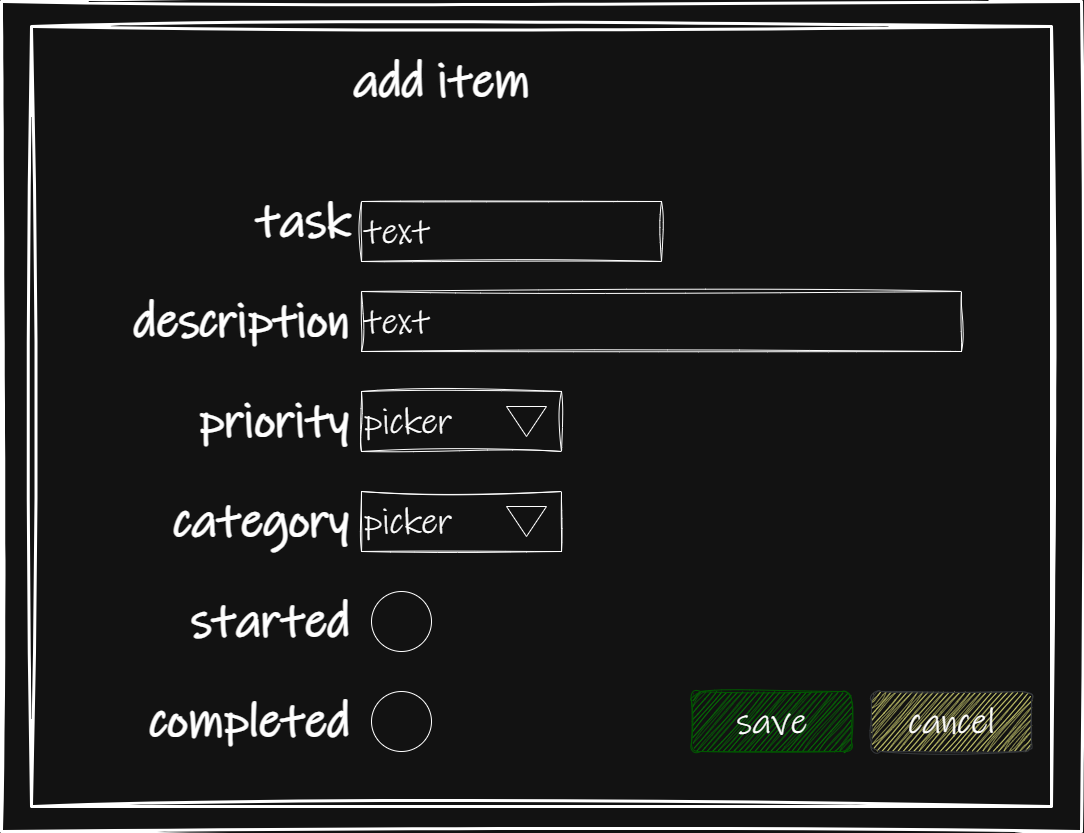 add item
task text
description text
priority picker
category picker
started
completed save cancel